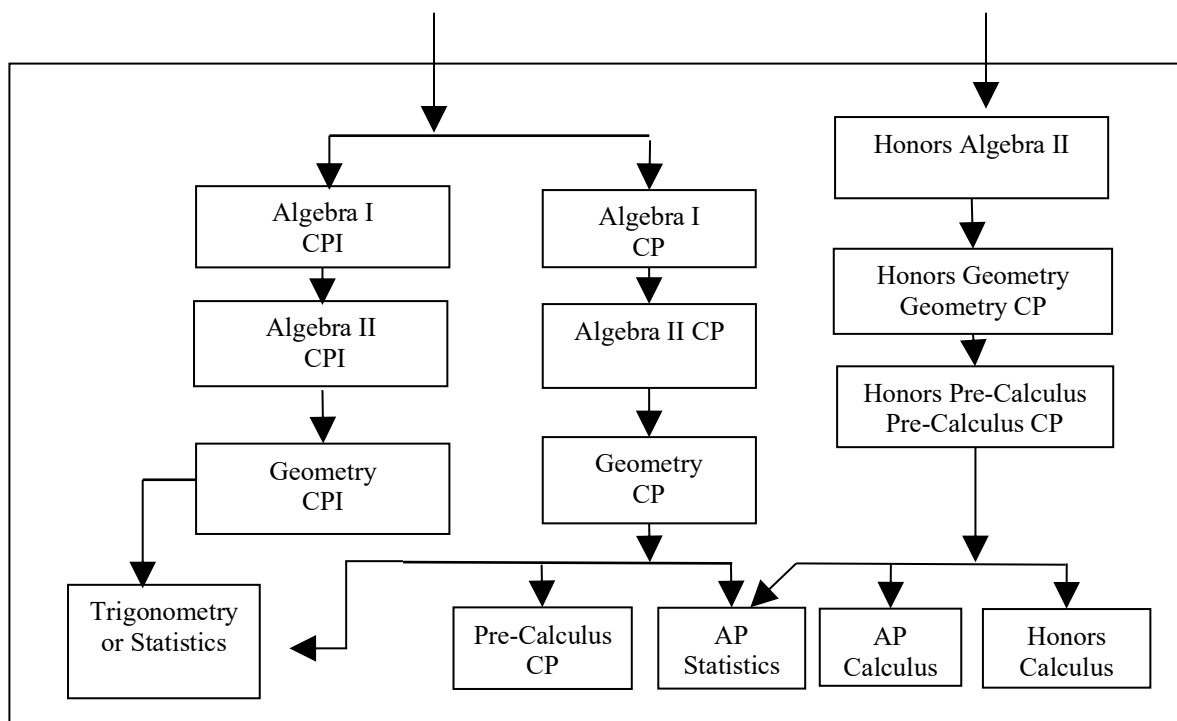 Honors Algebra II
Algebra I
CPI
Algebra I
CP
Honors Geometry
Geometry CP
Algebra II
CPI
Algebra II CP
Honors Pre-Calculus
Pre-Calculus CP
Geometry
CPI
Geometry
CP
Trigonometry
or Statistics
Pre-Calculus
CP
AP
Statistics
AP
Calculus
Honors
Calculus